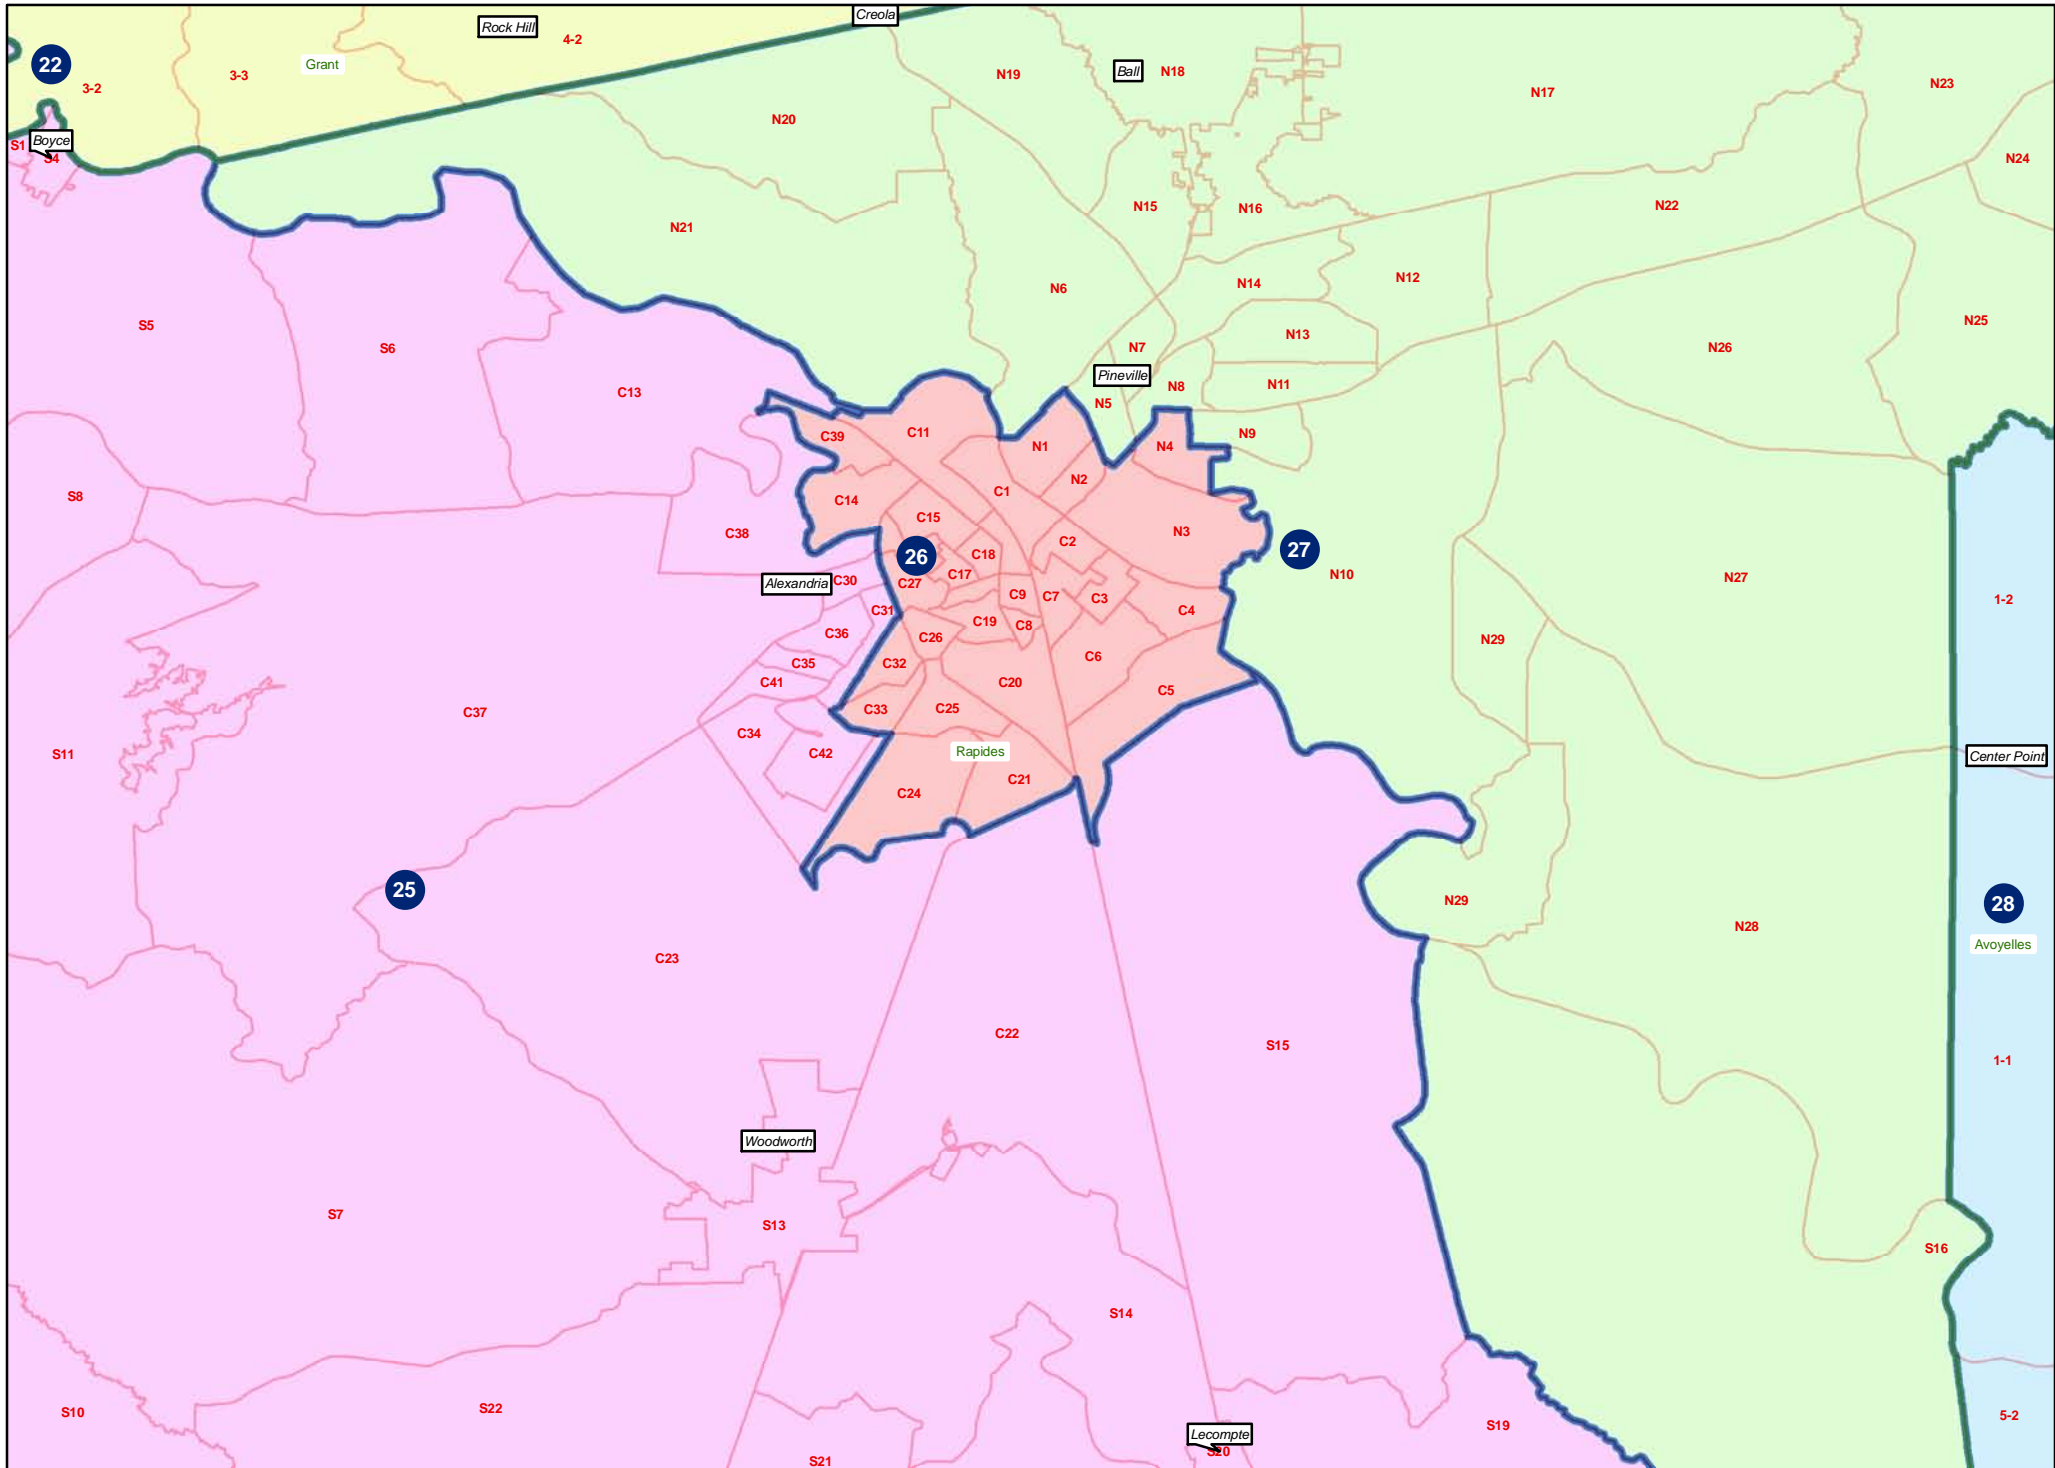 Creola
Rock Hill
4-2
22
Grant
3-3
3-2
N19
Ball
N18
N17
N23
N20
Boyce
S1
S4
N24
N21
N15
N16
N22
N6
N14
N12
S5
S6
N7
N13
N26
N25
C13
Pineville
N5
N8
N11
C39
C11
N1
N4
N9
S8
C14
C1
N2
C38
C15
N3
26
C18
C2
27
N10
Alexandria
C30
C27
C17
N27
C31
C9
C7
C3
C4
1-2
C36
C19
C8
C26
N29
C35
C32
C6
C41
C20
C5
C37
C33
C25
S11
C34
C42
Rapides
Center Point
C24
C21
25
28
N29
N28
Avoyelles
C23
C22
S15
1-1
Woodworth
S7
S13
S16
S14
S10
S22
S19
5-2
Lecompte
S20
S21